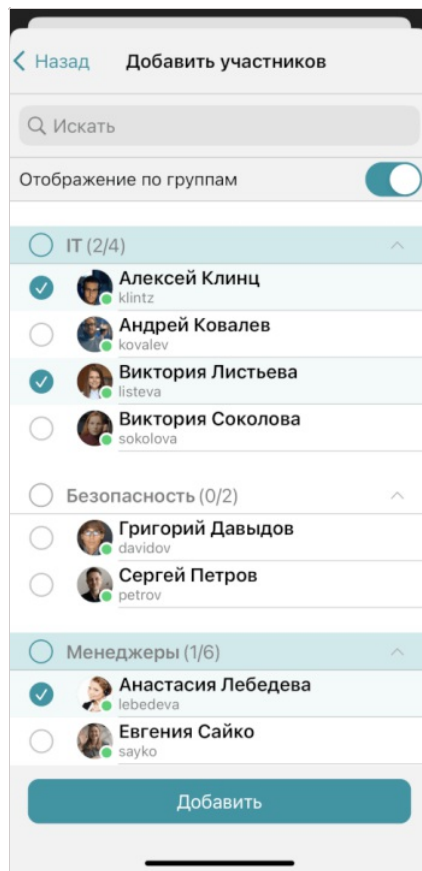 Назад Добавить участников
Искать
Отображение по группам
IT (2/4)
Алексей Клинц
klintz
Андрей Ковалев
kovalev
Виктория Листьева
listeva
Виктория Соколова
sokolova
Безопасность (0/2)
Григорий Давыдов
davidov
Сергей Петров
petrov
Менеджеры (1/6)
Анастасия Лебедева
lebedeva
Евгения Сайко
sayko
Добавить